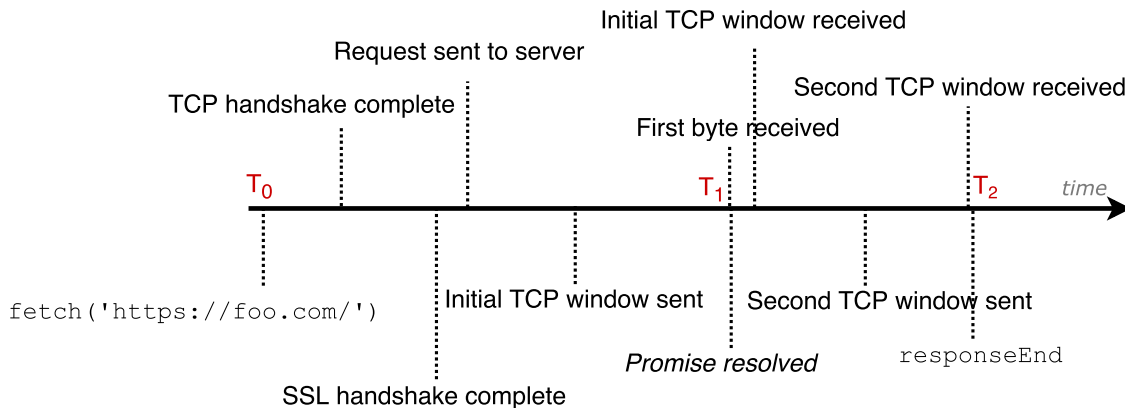 Initial TCP window received
Request sent to server
Second TCP window received
TCP handshake complete
First byte received
T0
T1
T2
time
fetch('https://foo.com/')
Initial TCP window sent
Second TCP window sent
Promise resolved
responseEnd
SSL handshake complete